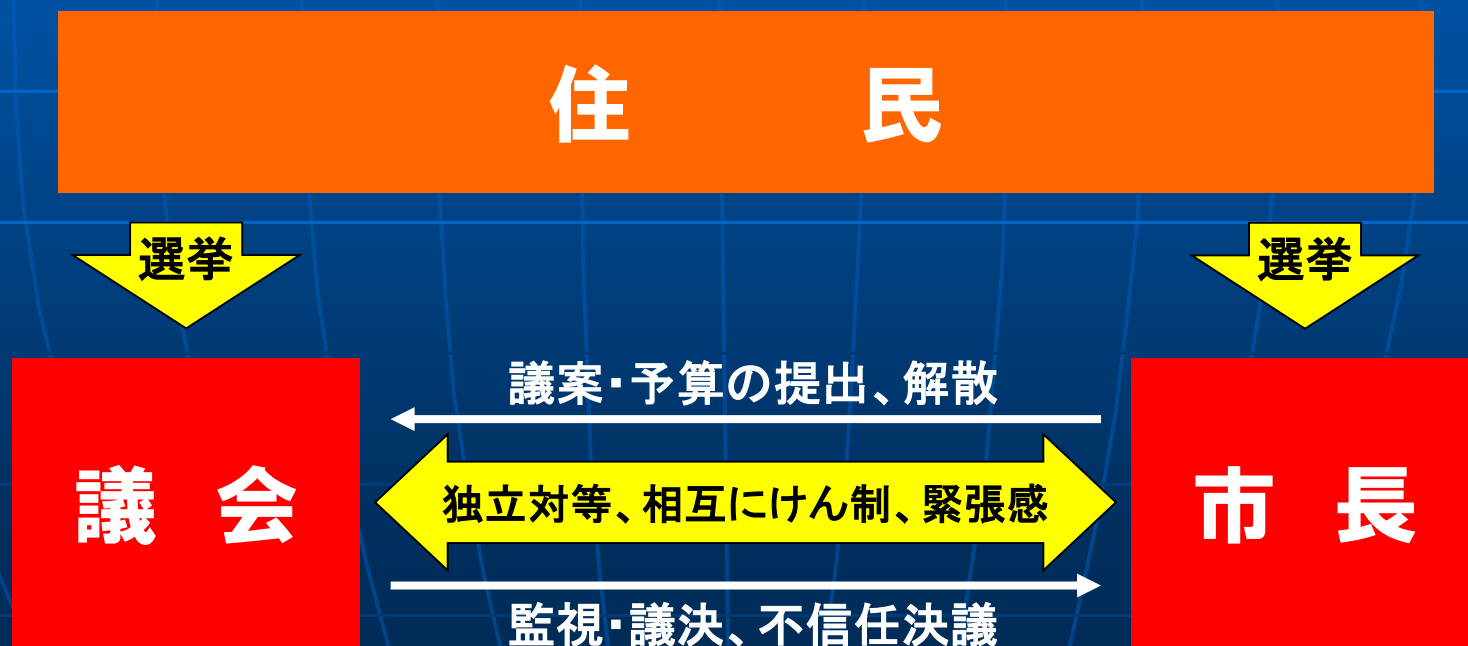 住民
選挙
選挙
議案・予算の提出、解散
議会
独立対等、相互にけん制、緊張感
市長
監視・議決、不信任決議